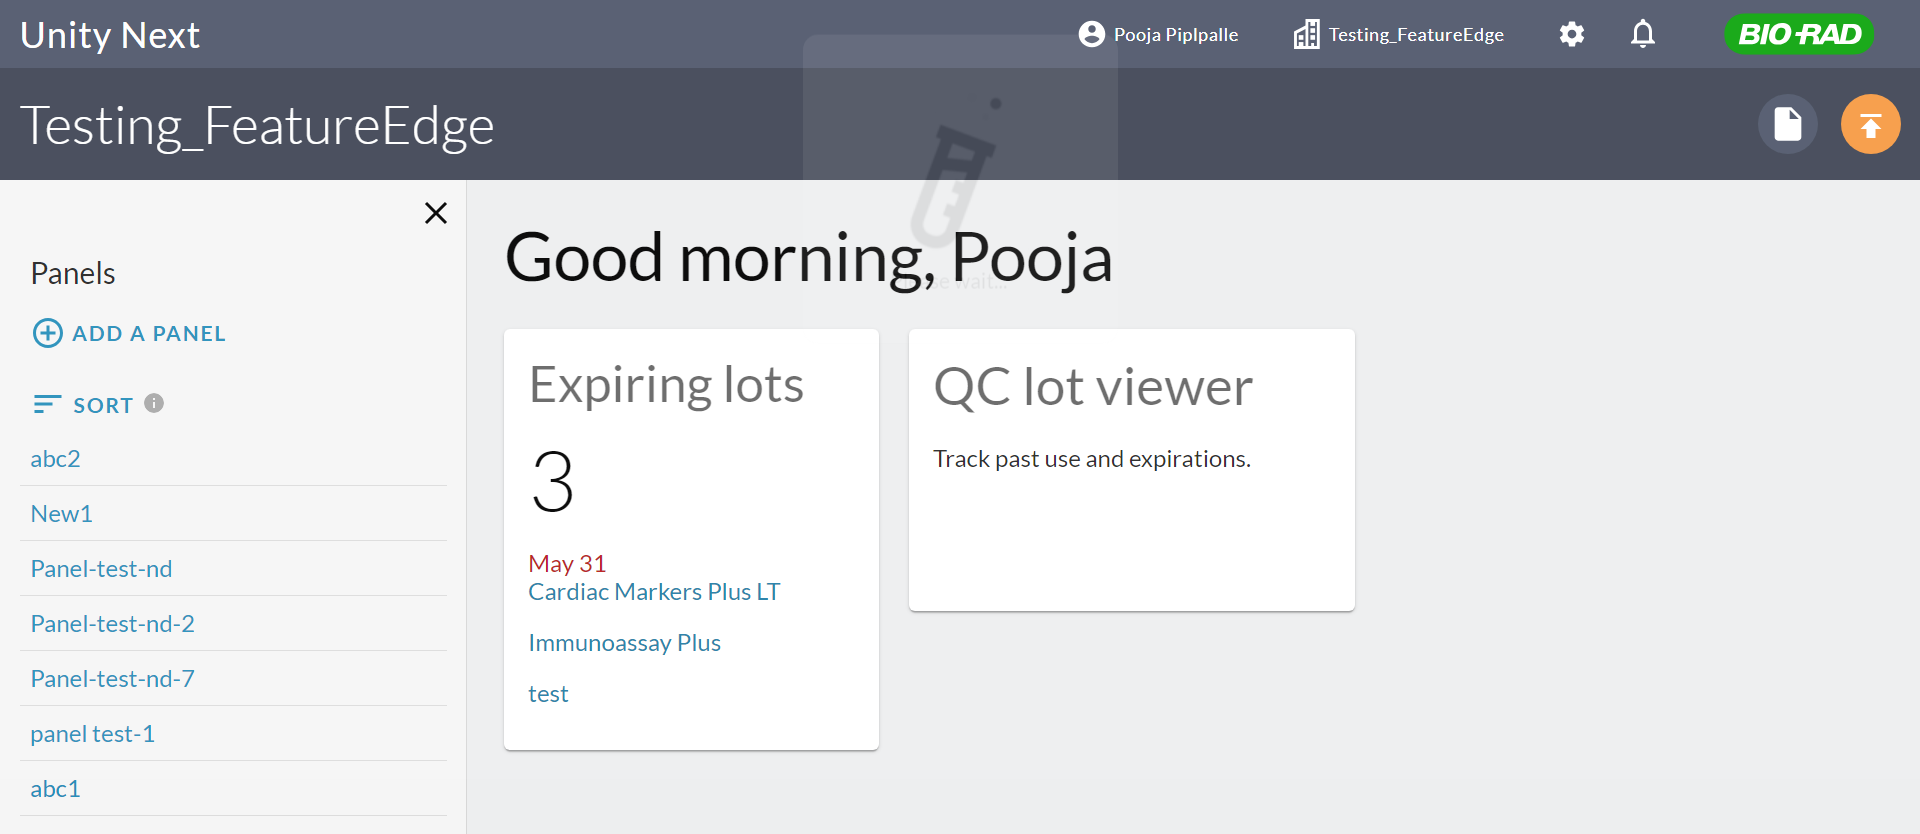 Unity Next
Pooja Piplpalle
Testing_FeatureEdge
BIO-RAD
Testing_FeatureEdge
Panels
ADD A PANEL
SORT
abc2
New1
Panel-test-nd
Panel-test-nd-2
Panel-test-nd-7
panel test-1
abc1
Good morning, Pooja
wait...
Expiring lots
3
May 31
Cardiac Markers Plus LT
Immunoassay Plus
test
QC lot viewer
Track past use and expirations.